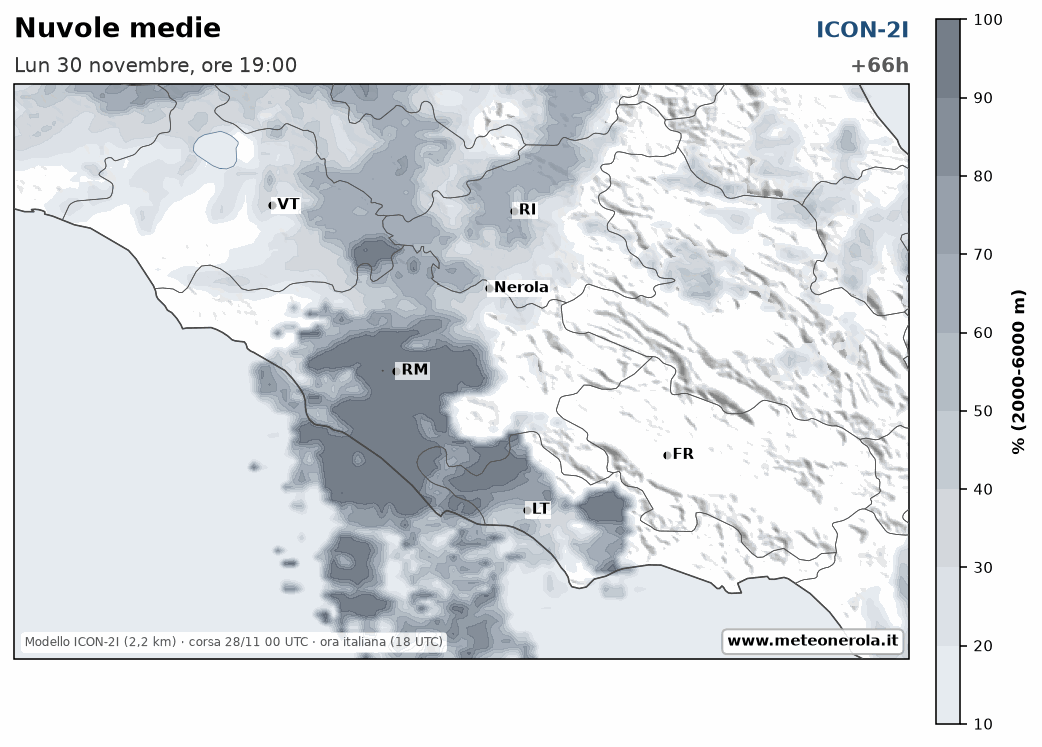 Nuvole medie
ICON-2I
Lun 30 novembre, ore 19:00
+66h
VT
RI
Nerola
RM
FR
LT
Modello ICON-2I (2,2 km) · corsa 28/11 00 UTC · ora italiana (18 UTC)
www.meteonerola.it
100
90
80
70
60
50
40
30
20
10
% (2000-6000 m)